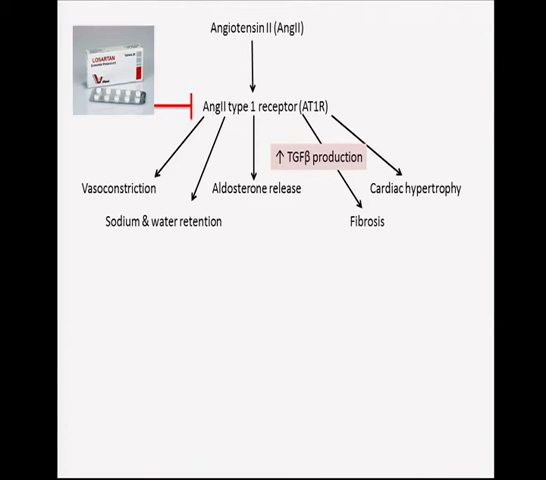 Angiotensin II (AngII)
LOSARTAN
AngII type 1 receptor (AT1R)
↑ TGFβ production
Vasoconstriction
Aldosterone release
Cardiac hypertrophy
Sodium & water retention
Fibrosis